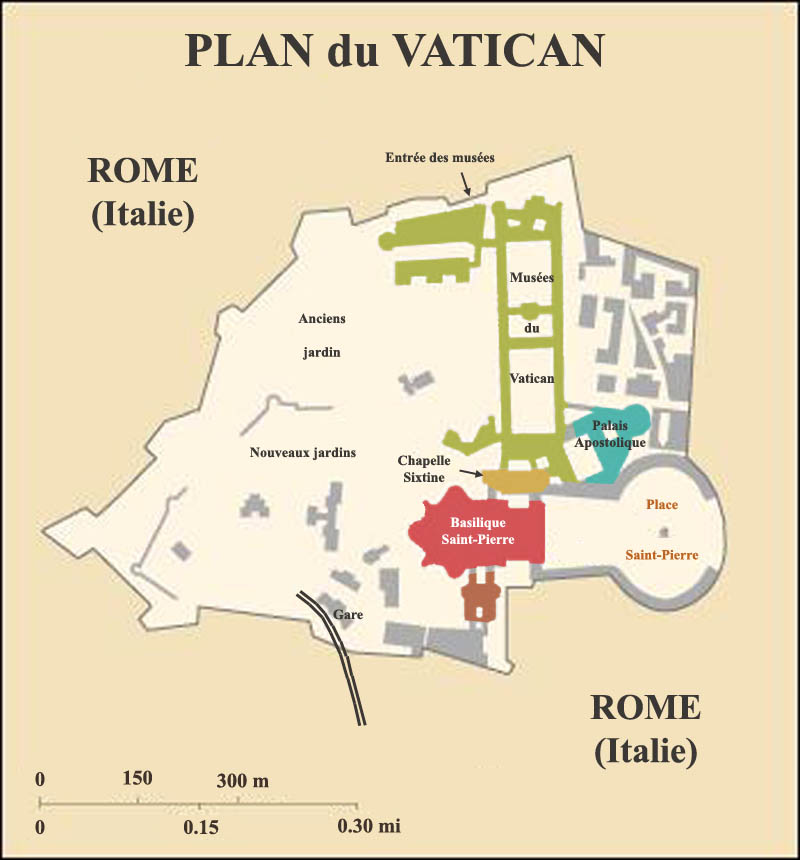 PLAN du VATICAN
ROME
(Italie)
Entrée des musées
Musées
du
Vatican
Anciens
jardin
Nouveaux jardins
Palais
Apostolique
Chapelle
Sixtine
Basilique
Saint-Pierre
Place
Saint-Pierre
Gare
ROME
(Italie)
0 150 300 m
0 0.15 0.30 mi